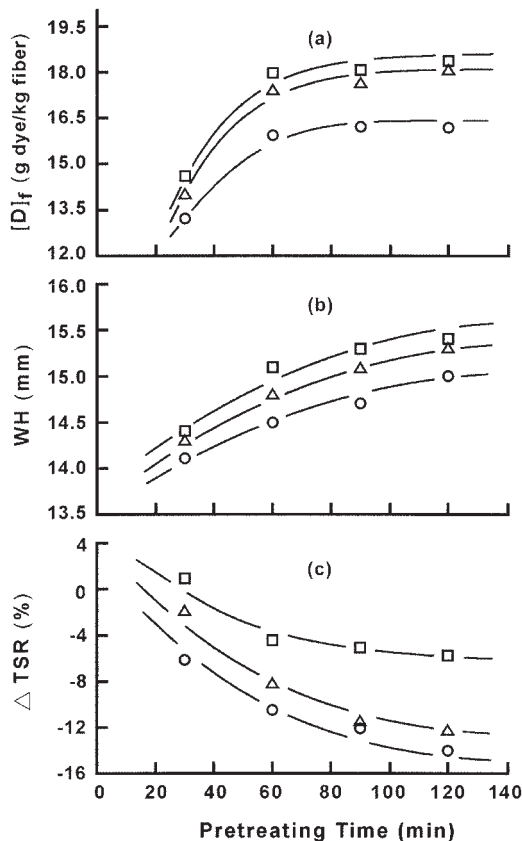 (a)
[D]f (g dye/kg fiber)
19.5
18.0
16.5
15.0
13.5
12.0
(b)
WH (mm)
16.0
15.5
15.0
14.5
14.0
13.5
(c)
△ TSR (%)
4
0
-4
-8
-12
-16
0 20 40 60 80 100 120 140
Pretreating Time (min)